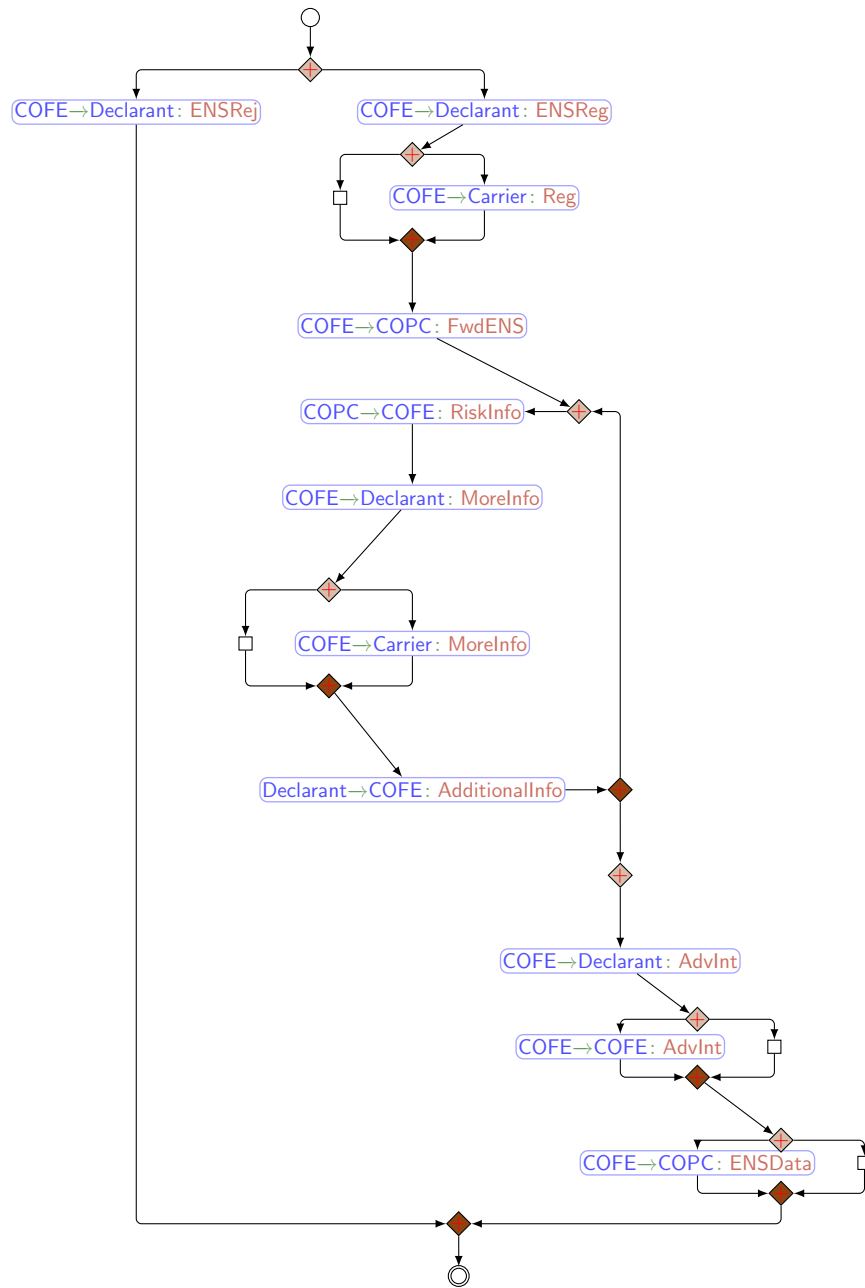 COFE→Declarant: ENSRej
COFE→Declarant: ENSReg
COFE→Carrier: Reg
COFE→COPC: FwdENS
COPC→COFE: RiskInfo
COFE→Declarant: MoreInfo
COFE→Carrier: MoreInfo
Declarant→COFE: AdditionalInfo
COFE→Declarant: AdvInt
COFE→COFE: AdvInt
COFE→COPC: ENSData